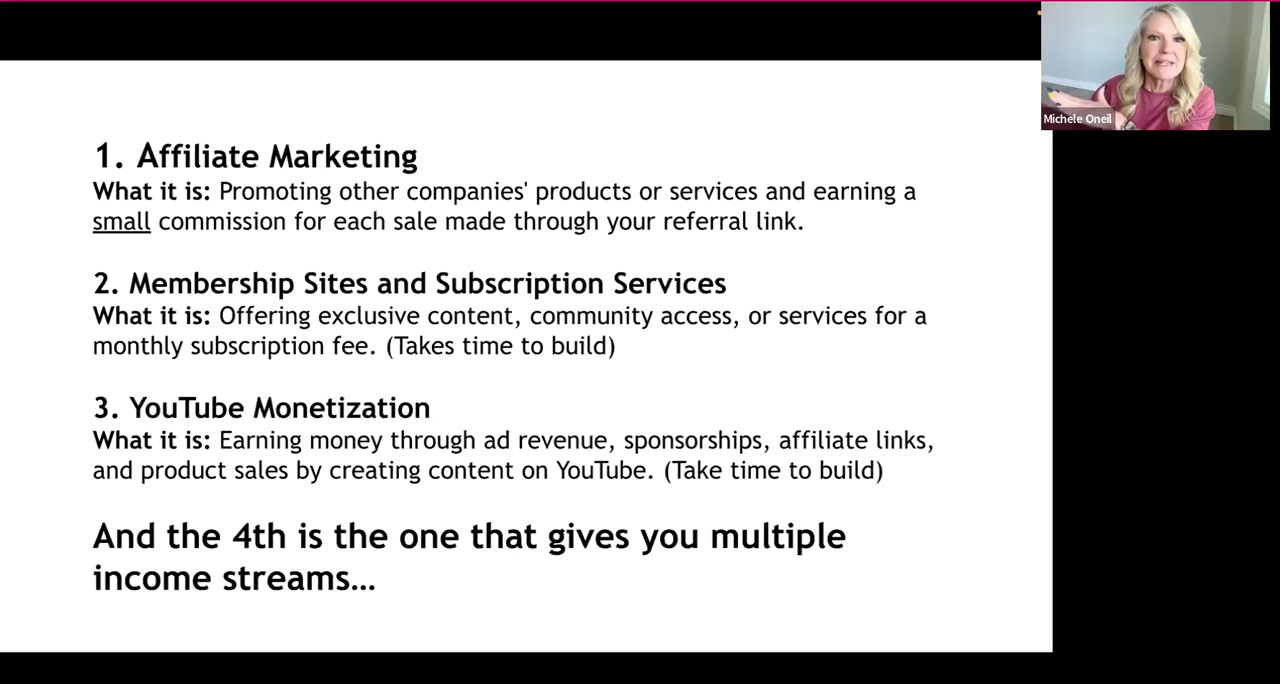 Michele Oneil
1. Affiliate Marketing
What it is: Promoting other companies' products or services and earning a
small commission for each sale made through your referral link.
2. Membership Sites and Subscription Services
What it is: Offering exclusive content, community access, or services for a
monthly subscription fee. (Takes time to build)
3. YouTube Monetization
What it is: Earning money through ad revenue, sponsorships, affiliate links,
and product sales by creating content on YouTube. (Take time to build)
And the 4th is the one that gives you multiple
income streams…